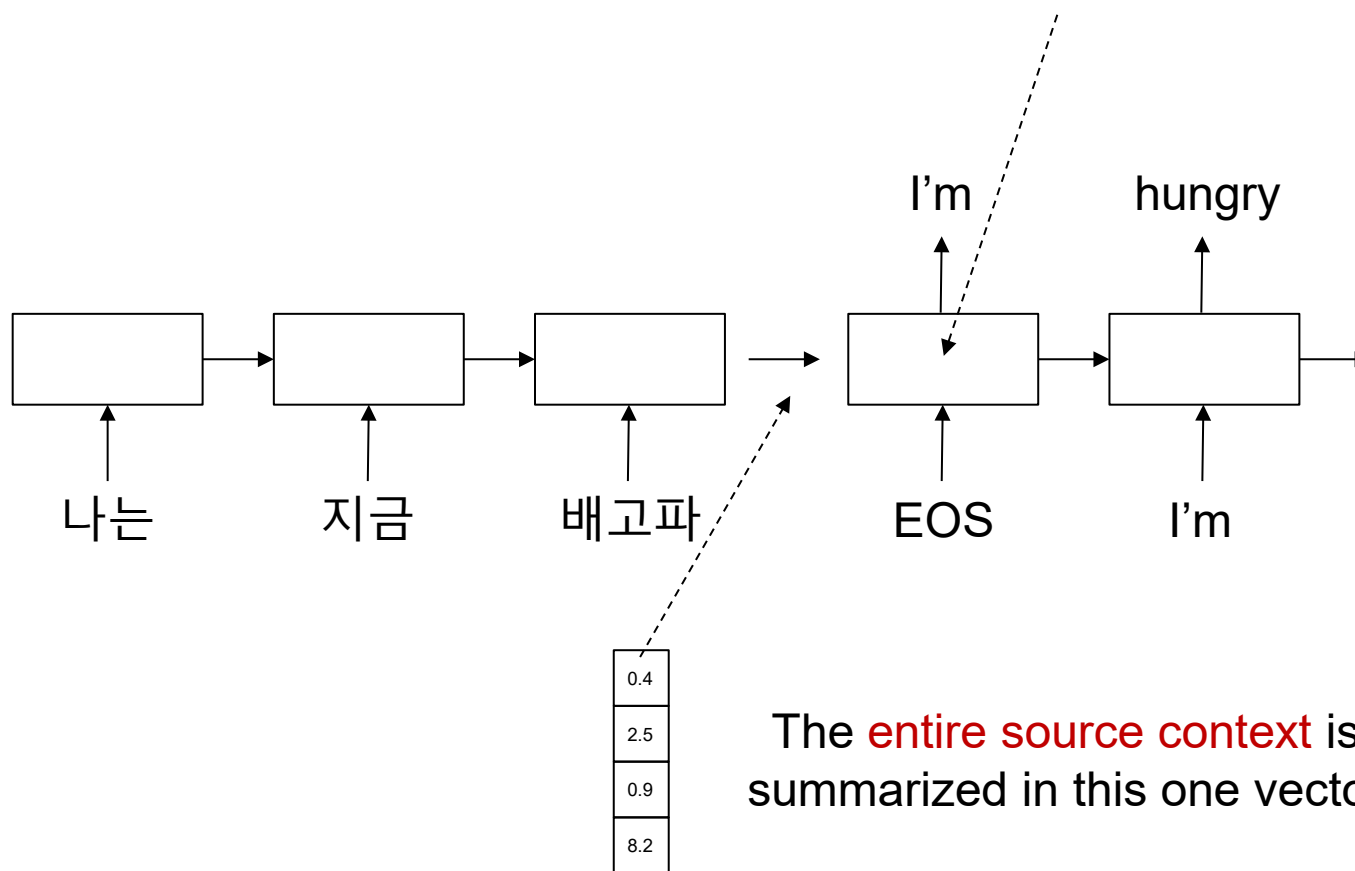 I’m hungry
나는 지금 배고파 EOS I’m
0.4
2.5
0.9
8.2
The entire source context is
summarized in this one vecto